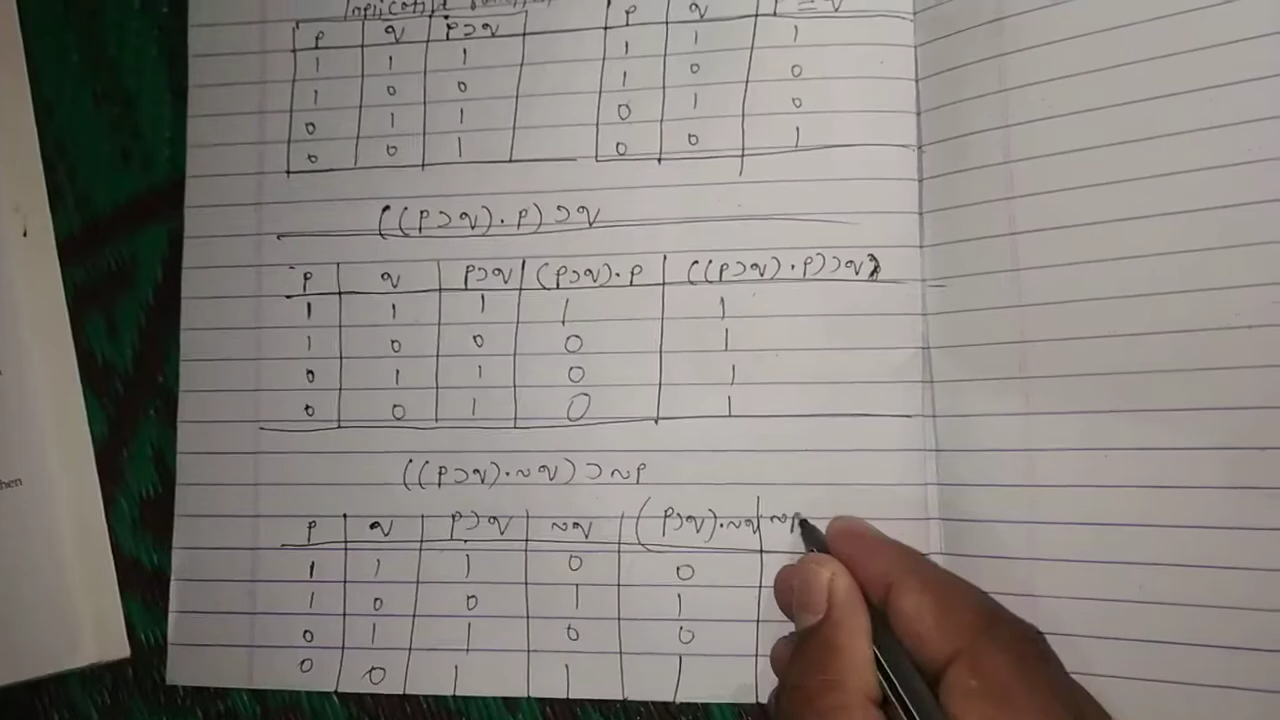 p q p⊃q p q p≡q
1 1 1 1 1 1
1 0 0 1 0 0
0 1 1 0 1 0
0 0 1 0 0 1
((p⊃q)·p)⊃q
p q p⊃q (p⊃q)·p ((p⊃q)·p)⊃q
1 1 1 1 1
1 0 0 0 1
0 1 1 0 1
0 0 1 0 1
((p⊃q)·~q)⊃~p
p q p⊃q ~q (p⊃q)·~q ~p
1 1 1 0 0
1 0 0 1 1
0 1 1 0 0
0 0 1 1 1
hen